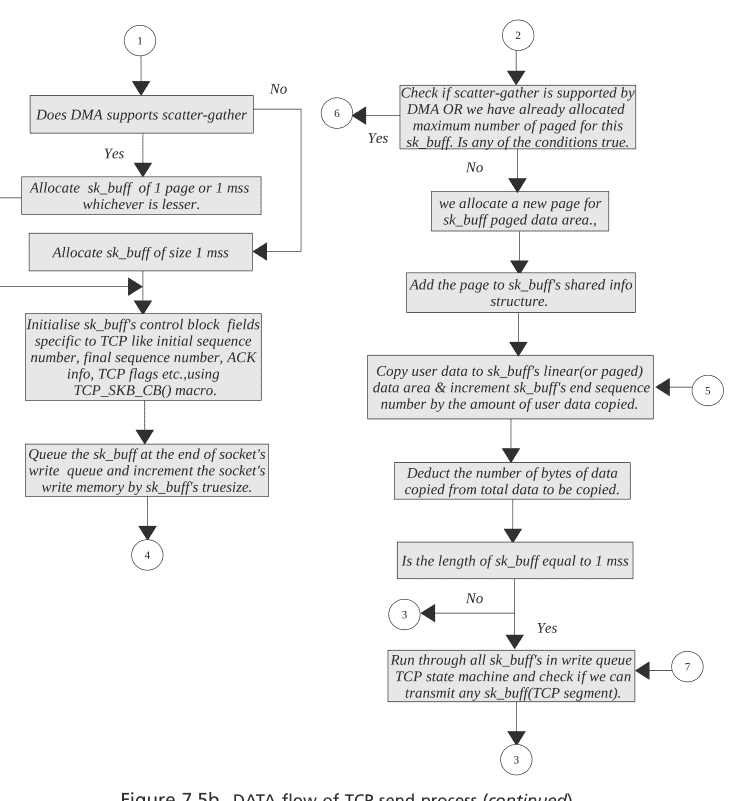 1
No
Does DMA supports scatter-gather
Yes
Allocate sk_buff of 1 page or 1 mss
whichever is lesser.
Allocate sk_buff of size 1 mss
Initialise sk_buff's control block fields
specific to TCP like initial sequence
number, final sequence number, ACK
info, TCP flags etc.,using
TCP_SKB_CB() macro.
Queue the sk_buff at the end of socket's
write queue and increment the socket's
write memory by sk_buff's truesize.
4
2
Check if scatter-gather is supported by
DMA OR we have already allocated
maximum number of paged for this
sk_buff. Is any of the conditions true.
6
Yes
No
we allocate a new page for
sk_buff paged data area.,
Add the page to sk_buff's shared info
structure.
Copy user data to sk_buff's linear(or paged)
data area & increment sk_buff's end sequence
number by the amount of user data copied.
5
Deduct the number of bytes of data
copied from total data to be copied.
Is the length of sk_buff equal to 1 mss
No
3
Yes
Run through all sk_buff's in write queue
TCP state machine and check if we can
transmit any sk_buff(TCP segment).
7
3
Figure 7.5b. DATA flow of TCP send process (continued)